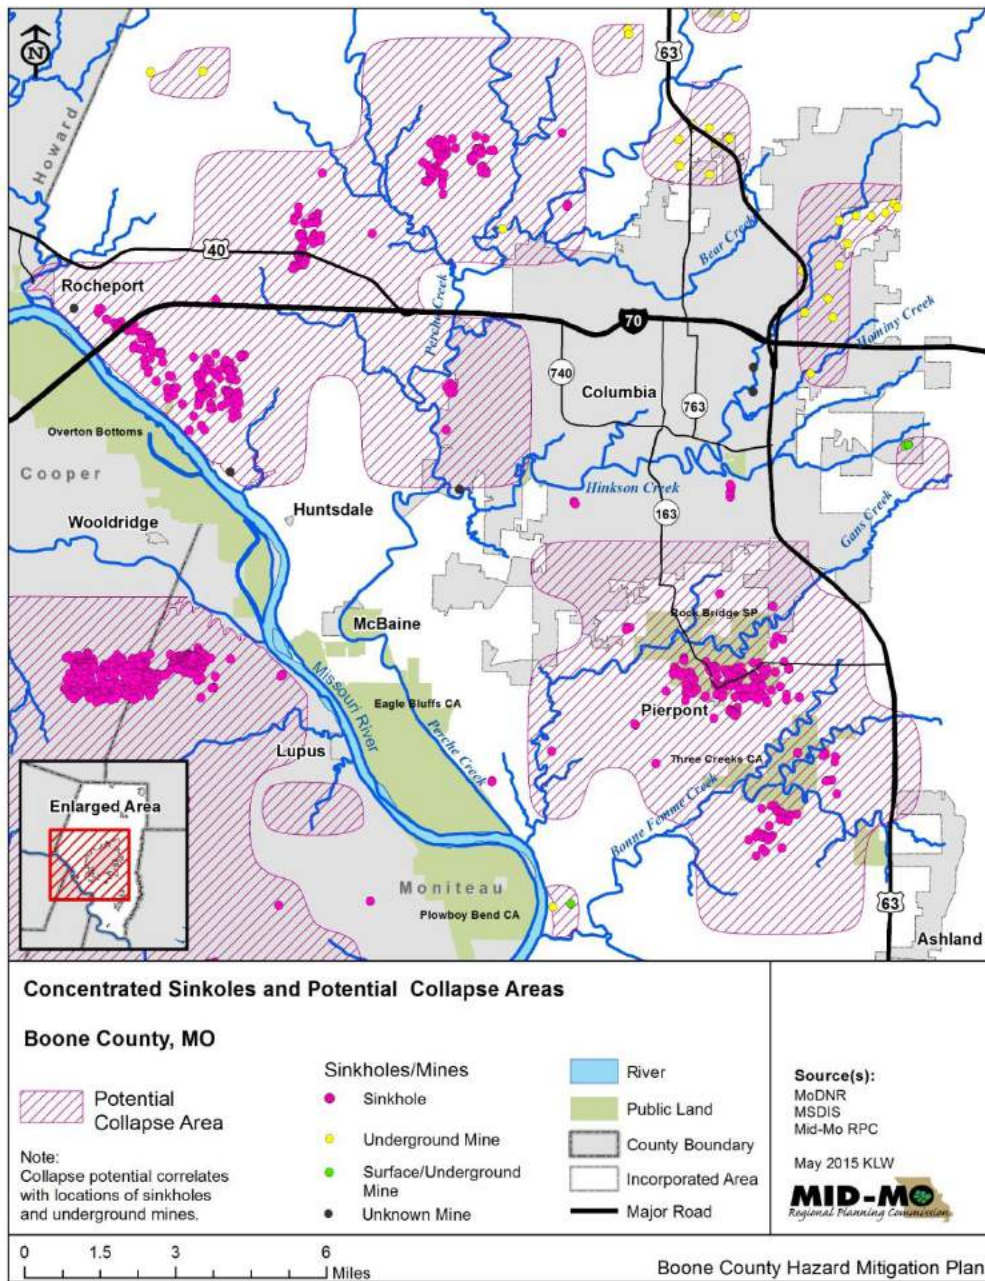 N
63
Howard
40
Bear Creek
Rocheport
Perche Creek
70
Hominy Creek
740
Columbia
763
Overton Bottoms
Cooper
Hinkson Creek
Huntsdale
Wooldridge
163
Gans Creek
McBaine
Rock Bridge SP
Missouri River
Eagle Bluffs CA
Perche Creek
Pierpont
Lupus
Three Creeks CA
Enlarged Area
Bonne Femme Creek
Moniteau
Plowboy Bend CA
63
Ashland
Concentrated Sinkoles and Potential Collapse Areas
Boone County, MO
Potential
Collapse Area
Note:
Collapse potential correlates
with locations of sinkholes
and underground mines.
Sinkholes/Mines
Sinkhole
Underground Mine
Surface/Underground
Mine
Unknown Mine
River
Public Land
County Boundary
Incorporated Area
Major Road
Source(s):
MoDNR
MSDIS
Mid-Mo RPC
May 2015 KLW
MID-MO
Regional Planning Commission
0 1.5 3 6
Miles
Boone County Hazard Mitigation Plan